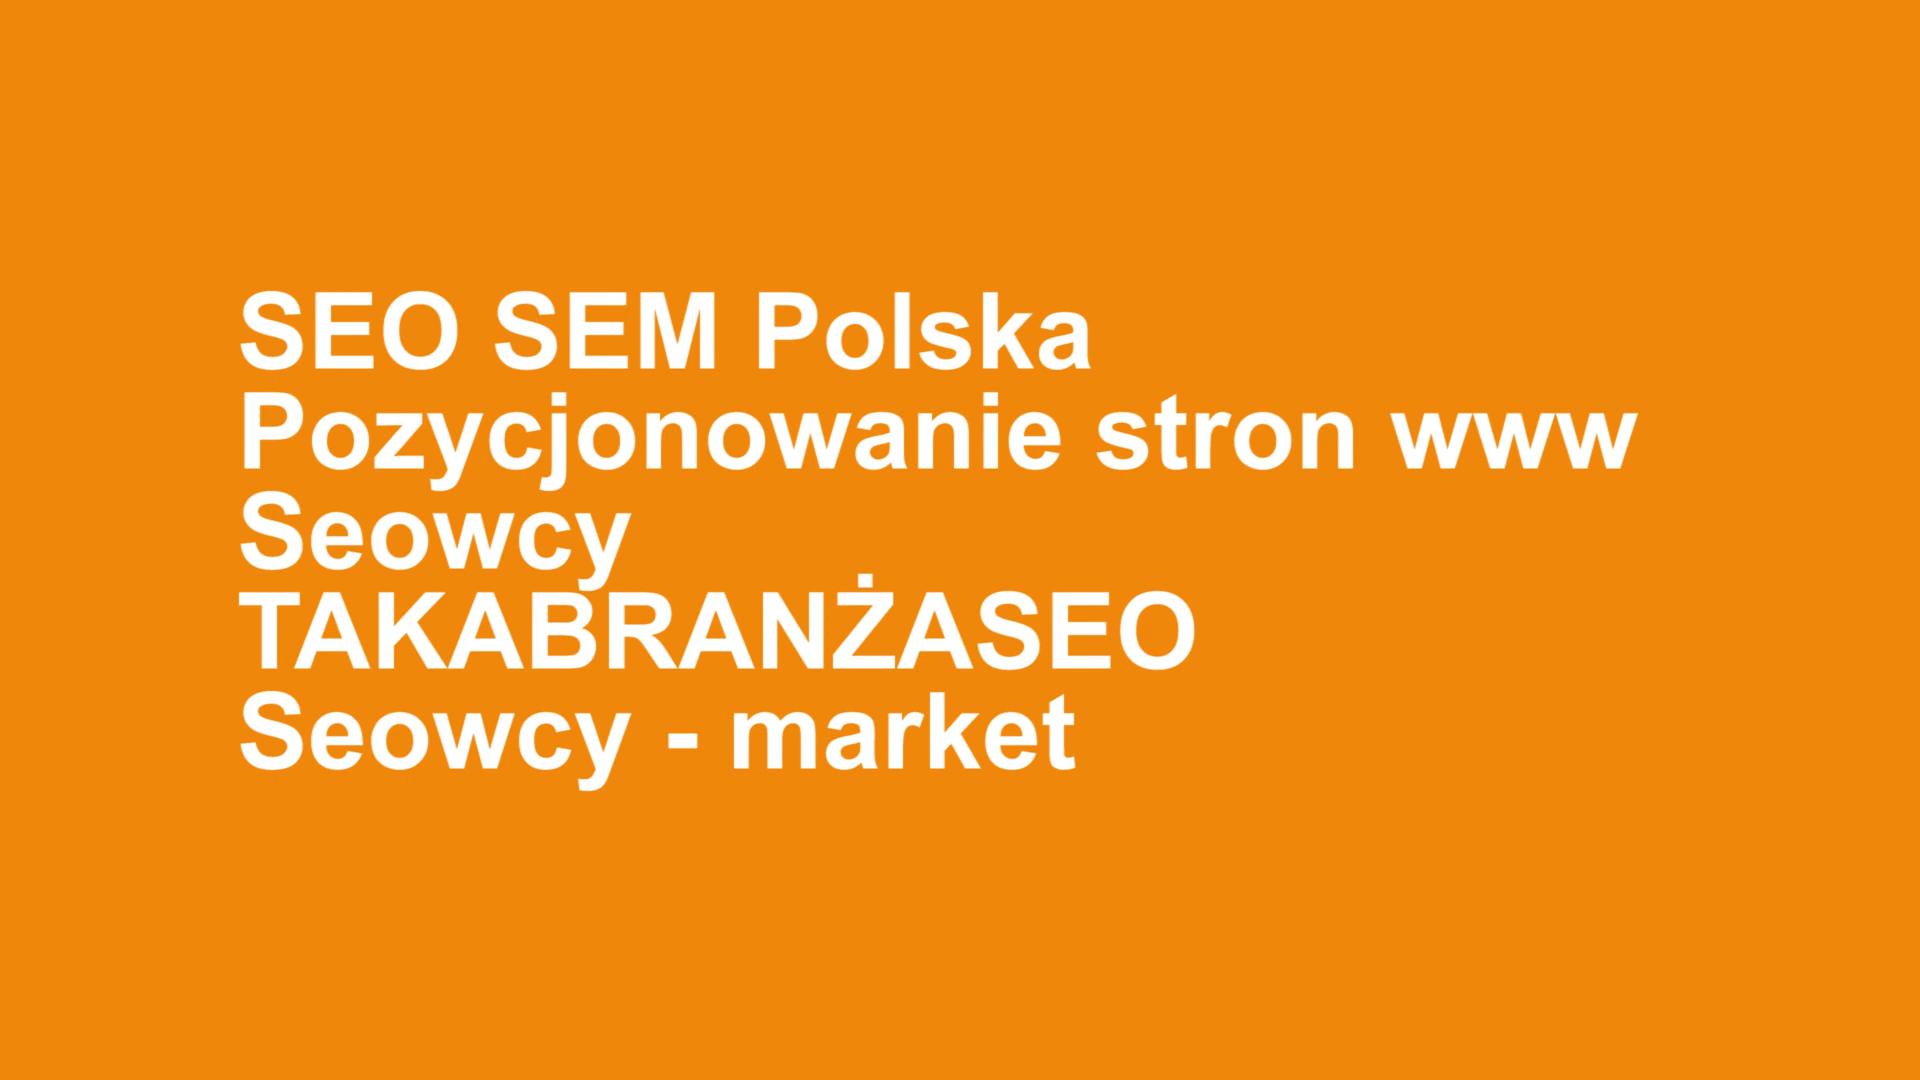 SEO SEM Polska
Pozycjonowanie stron www
Seowcy
TAKABRANŻASEO
Seowcy - market